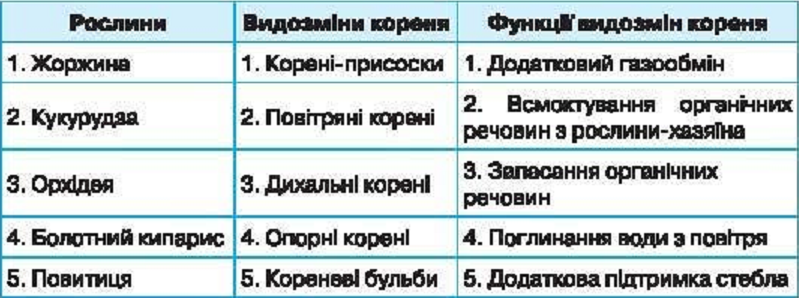 Рослини Видозміни кореня Функції видозмін кореня
1. Жоржина 1. Корені-присоски 1. Додатковий газообмін
2. Кукурудза 2. Повітряні корені 2. Всмоктування органічних
речовин з рослини-хазяїна
3. Орхідея 3. Дихальні корені 3. Запасання органічних
речовин
4. Болотний кипарис 4. Опорні корені 4. Поглинання води з повітря
5. Повитиця 5. Кореневі бульби 5. Додаткова підтримка стебла